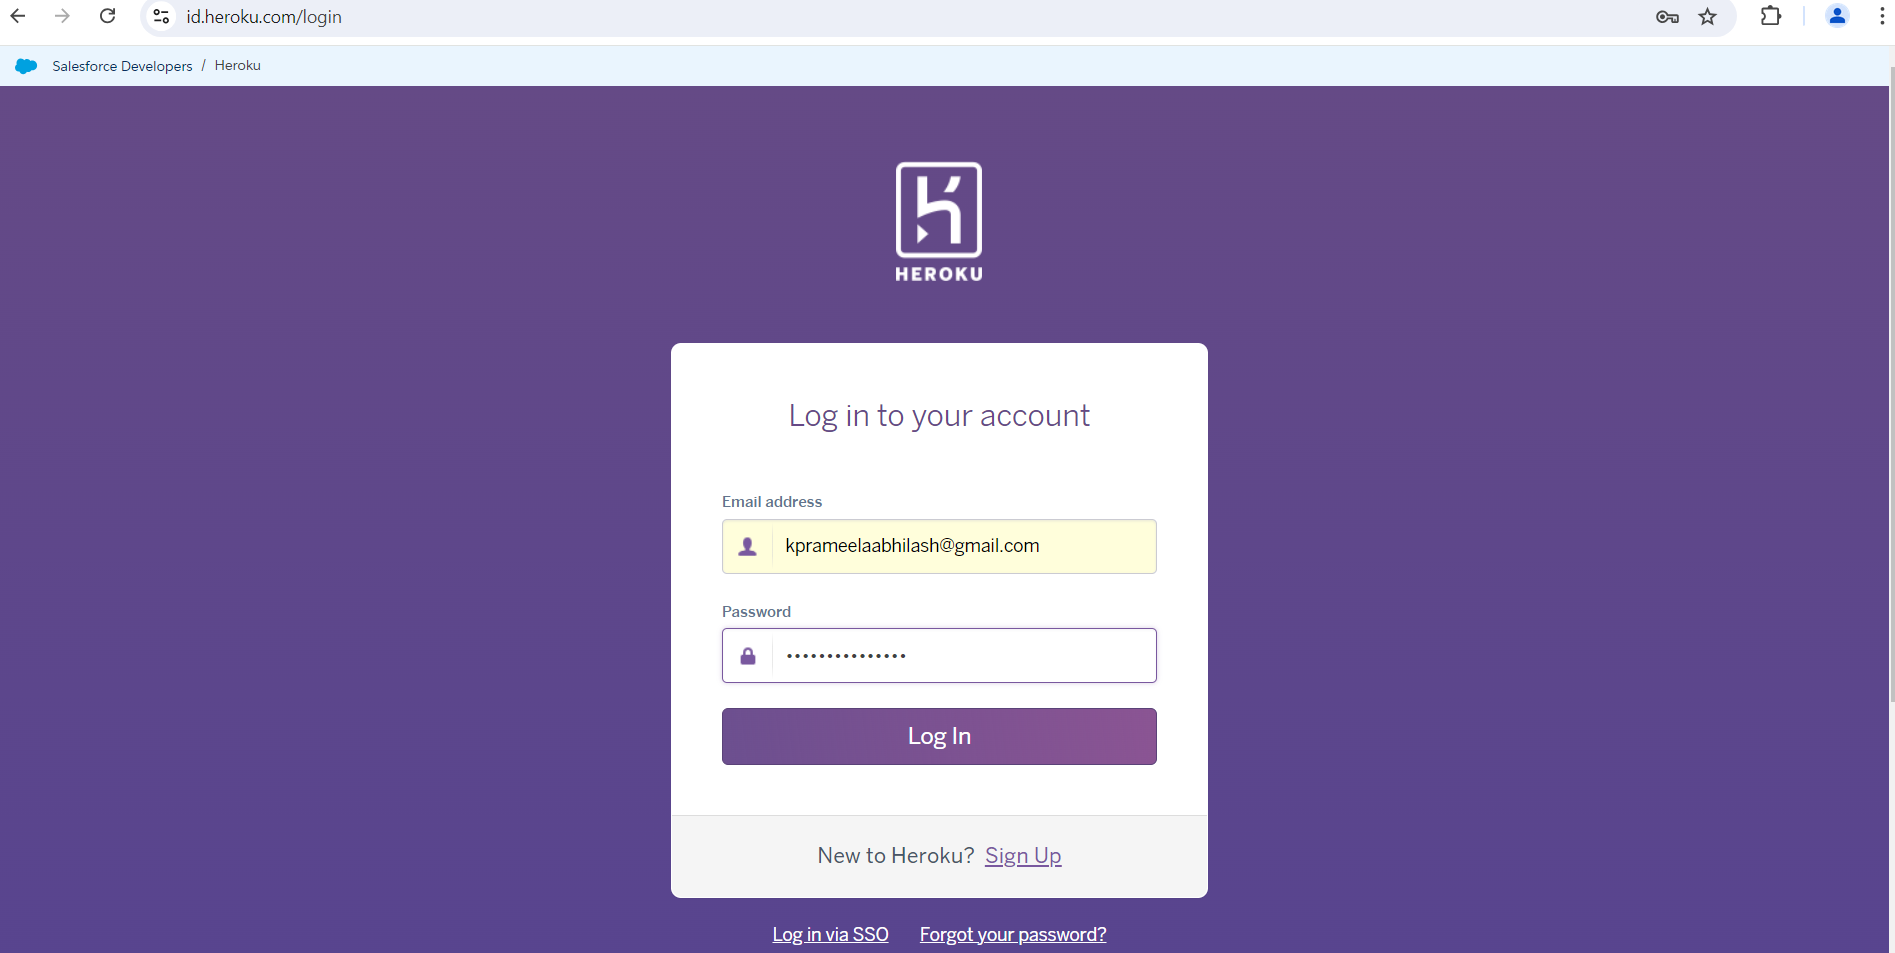 id.heroku.com/login
Salesforce Developers / Heroku
HEROKU
Log in to your account
Email address
kprameelaabhilash@gmail.com
Password
•••••••••••••••
Log In
New to Heroku? Sign Up
Log in via SSO Forgot your password?